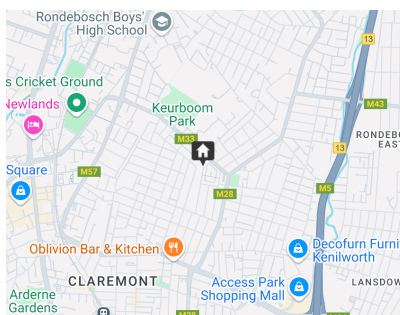 Rondebosch Boys'
High School
13
s Cricket Ground
Newlands
Keurboom
Park
M43
M33
RONDEB
EAST
13
Square
M57
M5
M28
Oblivion Bar & Kitchen
Decofurn Furni
Kenilworth
CLAREMONT
Access Park
Shopping Mall
LANSDOW
Arderne
Gardens